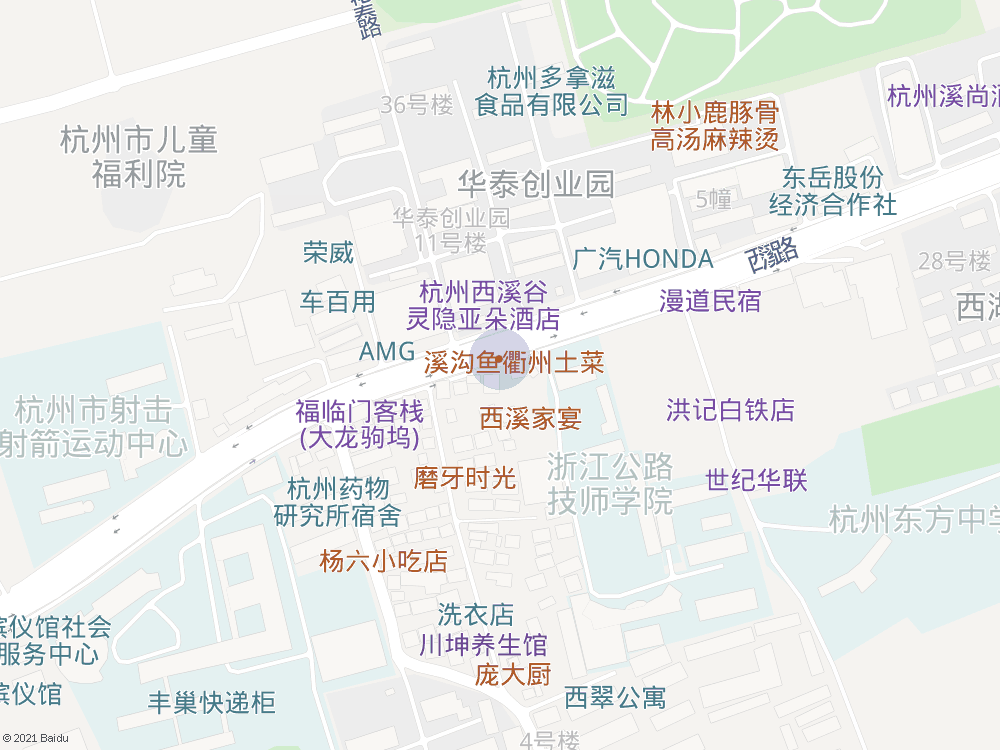 裕泰路
杭州多拿滋
食品有限公司
36号楼
杭州溪尚酒
林小鹿豚骨
高汤麻辣烫
杭州市儿童
福利院
华泰创业园
东岳股份
经济合作社
5幢
华泰创业园
11号楼
荣威
广汽HONDA
西溪路
28号楼
车百用
杭州西溪谷
灵隐亚朵酒店
漫道民宿
西湖
AMG
溪沟鱼衢州土菜
杭州市射击
射箭运动中心
福临门客栈
(大龙驹坞)
西溪家宴
洪记白铁店
磨牙时光
浙江公路
技师学院
世纪华联
杭州药物
研究所宿舍
杭州东方中学
杨六小吃店
洗衣店
殡仪馆社会
服务中心
川坤养生馆
庞大厨
殡仪馆
丰巢快递柜
西翠公寓
4号楼
© 2021 Baidu